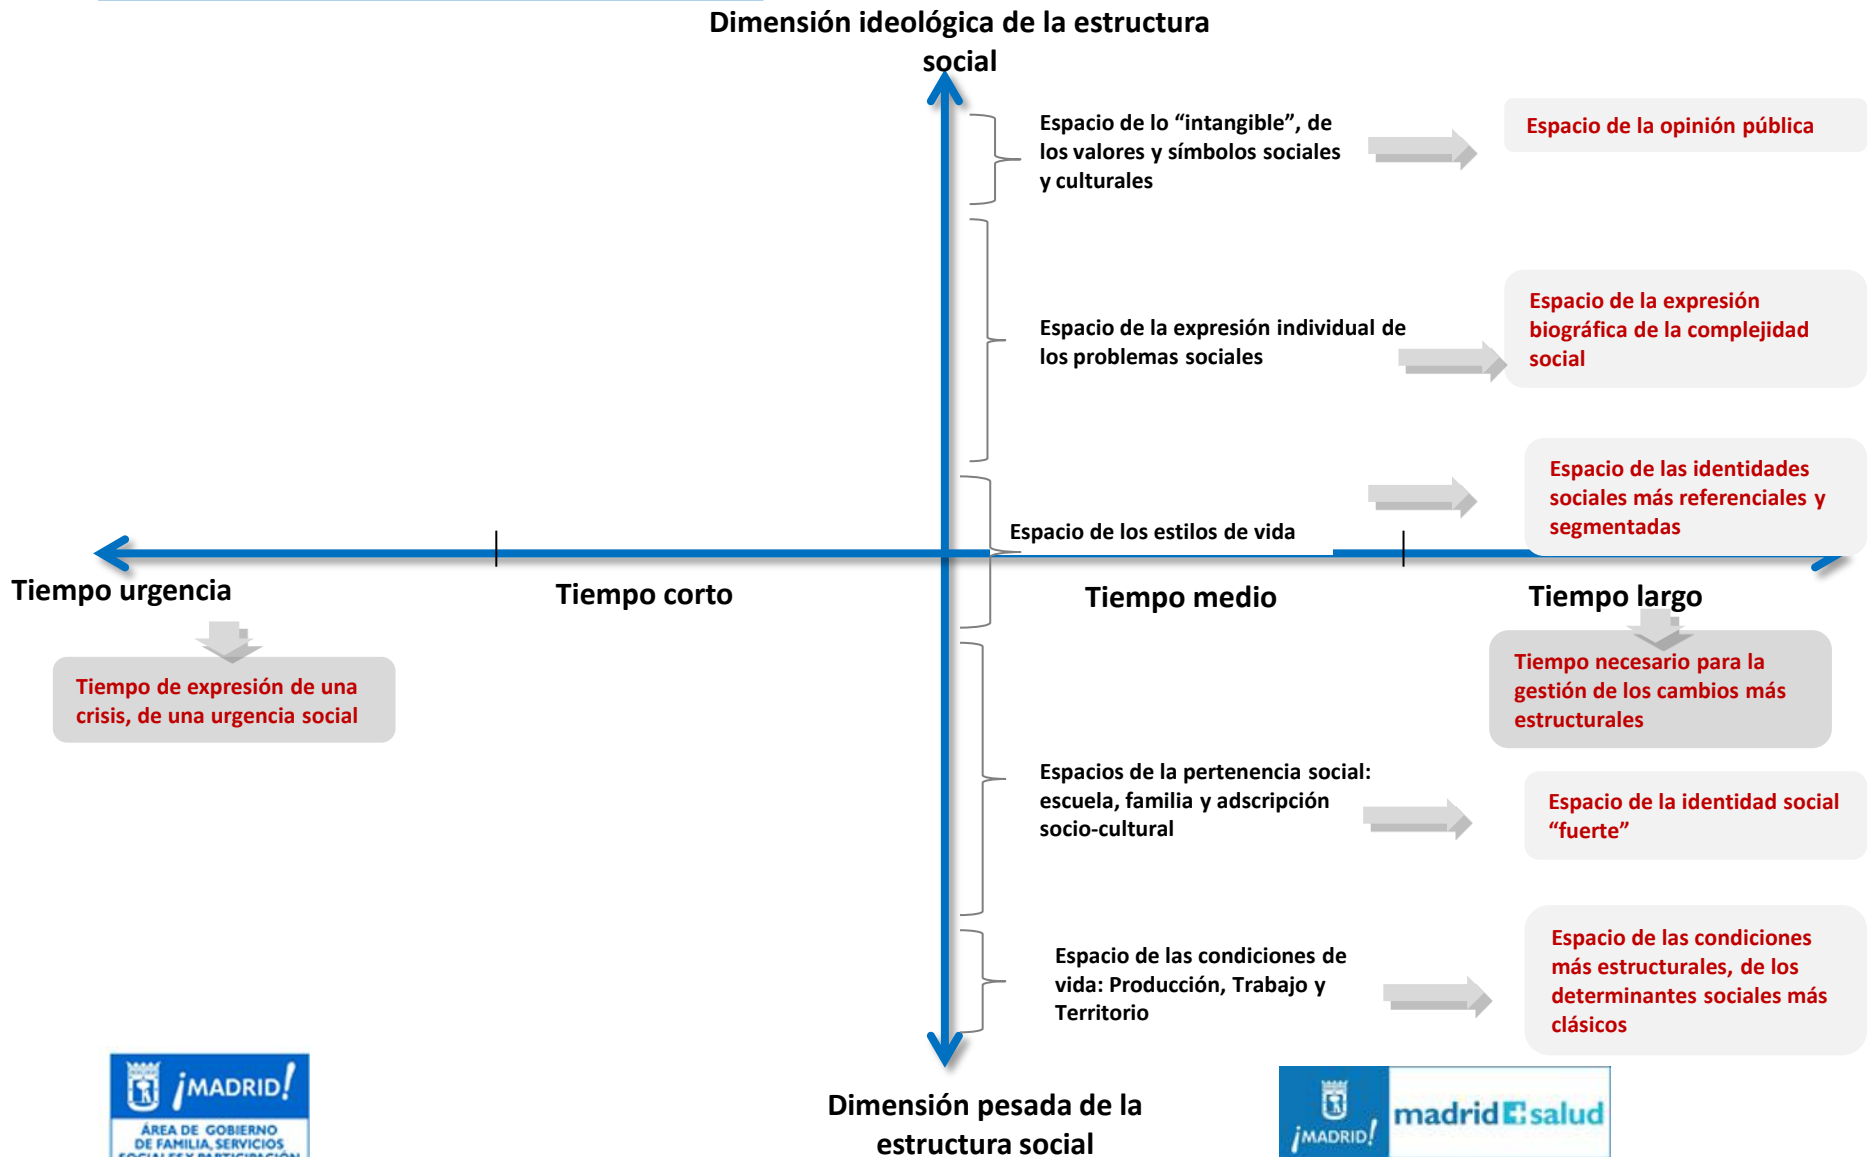 Dimensión ideológica de la estructura
social
Espacio de lo “intangible”, de
los valores y símbolos sociales
y culturales
Espacio de la opinión pública
Espacio de la expresión individual de
los problemas sociales
Espacio de la expresión
biográfica de la complejidad
social
Espacio de los estilos de vida
Espacio de las identidades
sociales más referenciales y
segmentadas
Tiempo urgencia
Tiempo corto
Tiempo medio
Tiempo largo
Tiempo de expresión de una
crisis, de una urgencia social
Tiempo necesario para la
gestión de los cambios más
estructurales
Espacios de la pertenencia social:
escuela, familia y adscripción
socio-cultural
Espacio de la identidad social
“fuerte”
Espacio de las condiciones de
vida: Producción, Trabajo y
Territorio
Espacio de las condiciones
más estructurales, de los
determinantes sociales más
clásicos
Dimensión pesada de la
estructura social
¡MADRID!
ÁREA DE GOBIERNO
DE FAMILIA, SERVICIOS
SOCIALES Y PARTICIPACIÓN
¡MADRID!
madrid salud